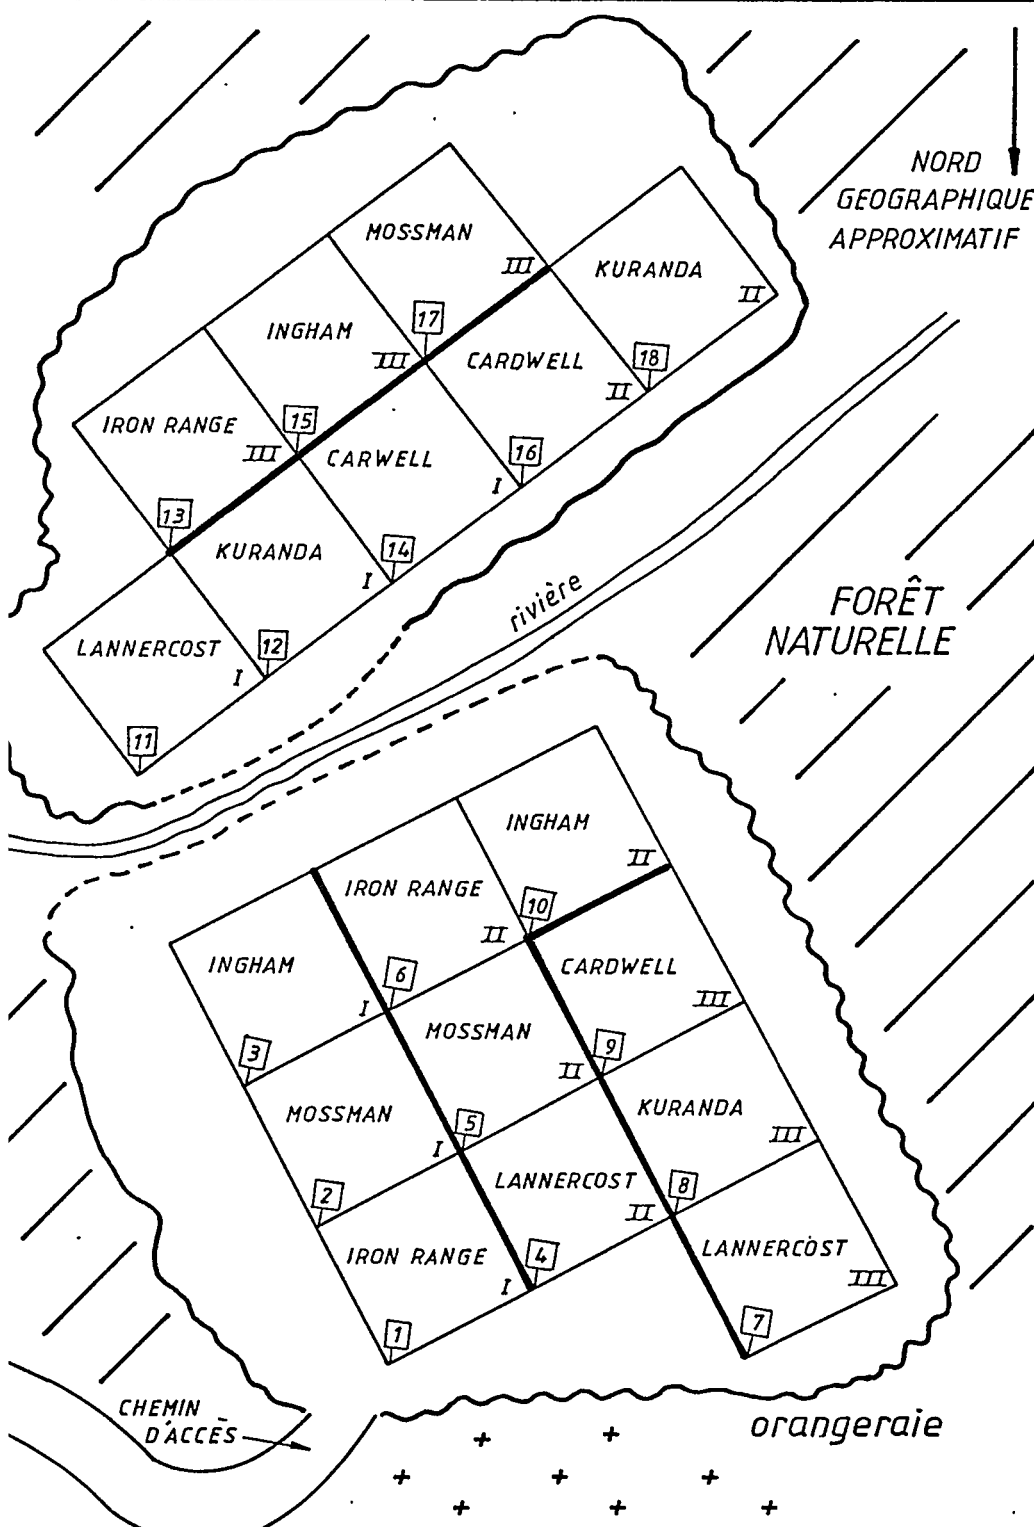 NORD
GEOGRAPHIQUE
APPROXIMATIF
MOSSMAN
III
KURANDA
II
17
INGHAM
III
CARDWELL
18
II
IRON RANGE
15
III
CARWELL
16
I
13
KURANDA
14
I
rivière
FORÊT
NATURELLE
LANNERCOST
12
I
11
INGHAM
II
IRON RANGE
10
II
INGHAM
6
I
CARDWELL
III
MOSSMAN
9
II
3
MOSSMAN
5
I
KURANDA
III
LANNERCOST
8
II
2
IRON RANGE
4
I
LANNERCOST
III
1
7
CHEMIN
D'ACCÈS
orangeraie